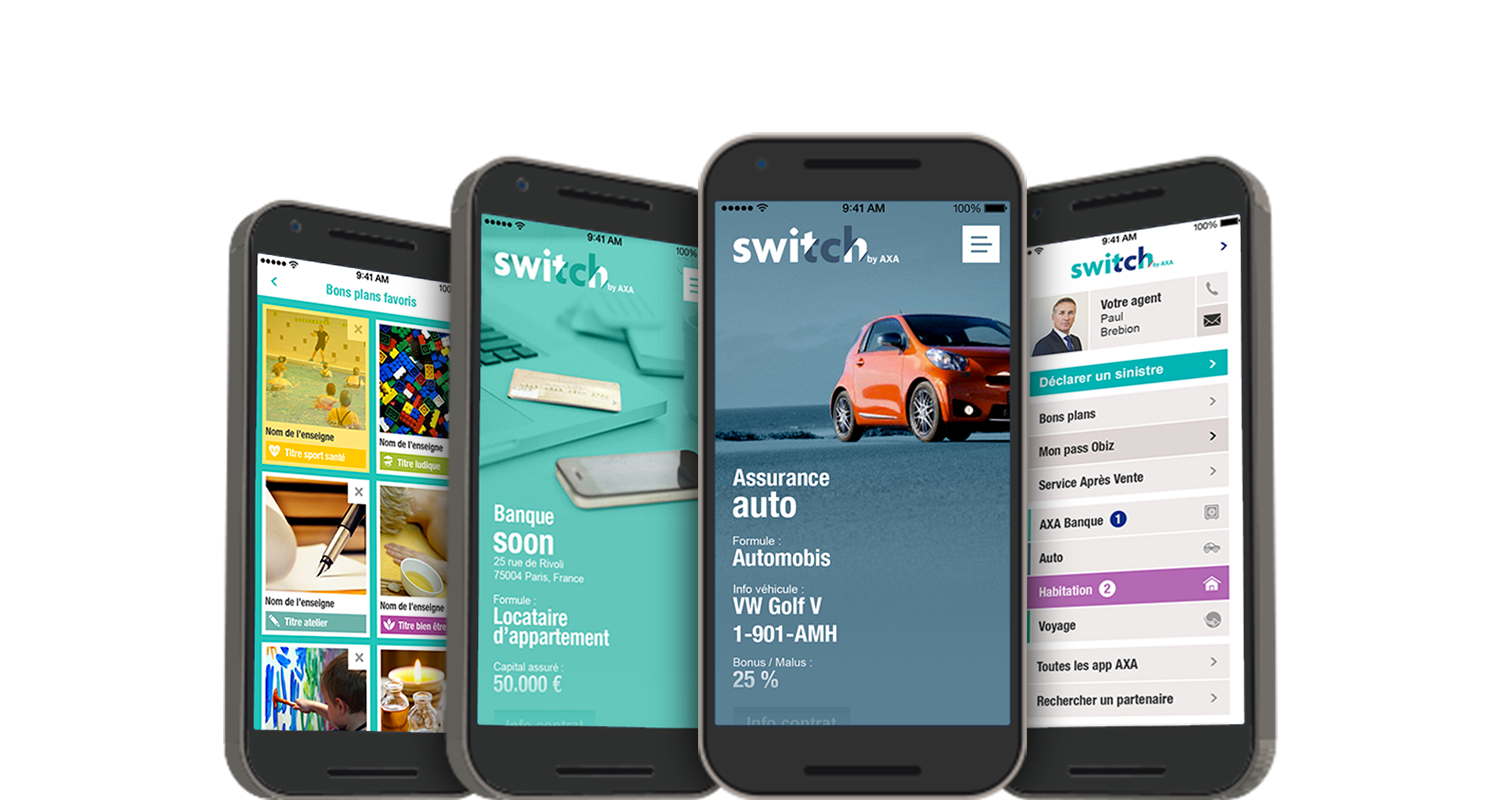 9:41 AM
100
Bons plans favoris
Nom de l'enseigne
Titre sport santé
Nom de l'enseigne
Titre ludique
Nom de l'enseigne
Titre atelier
Nom de l'enseigne
Titre bien être
9:41 AM
100%
switch by AXA
Banque
soon
25 rue de Rivoli
75004 Paris, France
Formule :
Locataire
d'appartement
Capital assuré :
50.000 €
Info contrat
9:41 AM
100%
switch by AXA
Assurance
auto
Formule :
Automobis
Info véhicule :
VW Golf V
1-901-AMH
Bonus / Malus :
25 %
Info contrat
9:41 AM
100%
switch by AXA
Votre agent
Paul
Brebion
Déclarer un sinistre
Bons plans
Mon pass Obiz
Service Après Vente
AXA Banque 1
Auto
Habitation 2
Voyage
Toutes les app AXA
Rechercher un partenaire